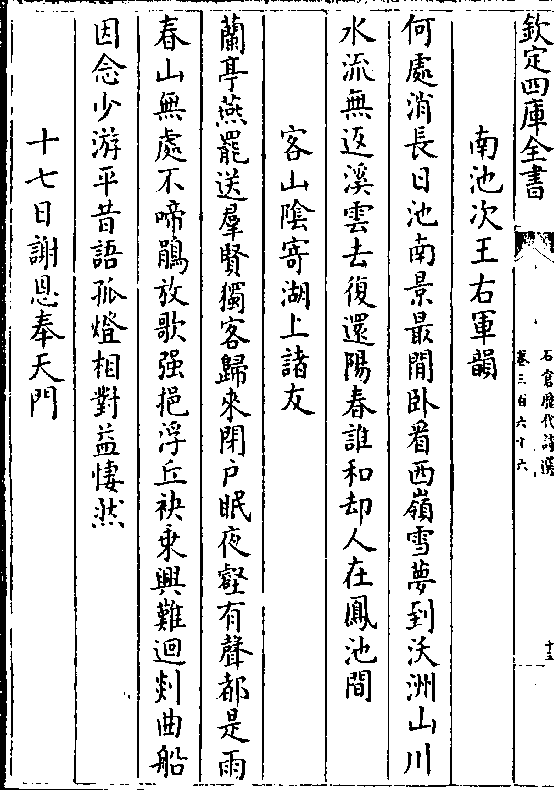 欽定四庫全書
石倉歷代詩選
卷三百六十六
十三
南池次王右軍韻
何處消長日池南景最閒卧看西嶺雪夢到沃洲山川
水流無返溪雲去復還陽春誰和却人在鳳池間
客山陰寄湖上諸友
蘭亭燕罷送羣賢獨客歸來閉户眠夜壑有聲都是雨
春山無處不啼鵑放歌强挹浮丘袂乗興難迴剡曲船
因念少游平昔語孤燈相對益悽然
十七日謝恩奉天門